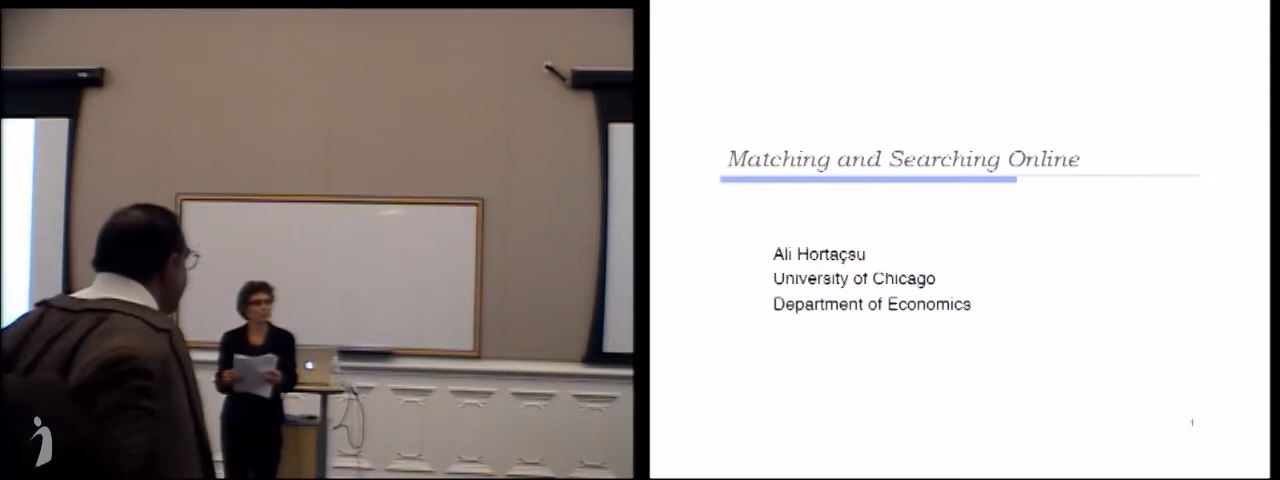 Matching and Searching Online
Ali Hortaçsu
University of Chicago
Department of Economics
1